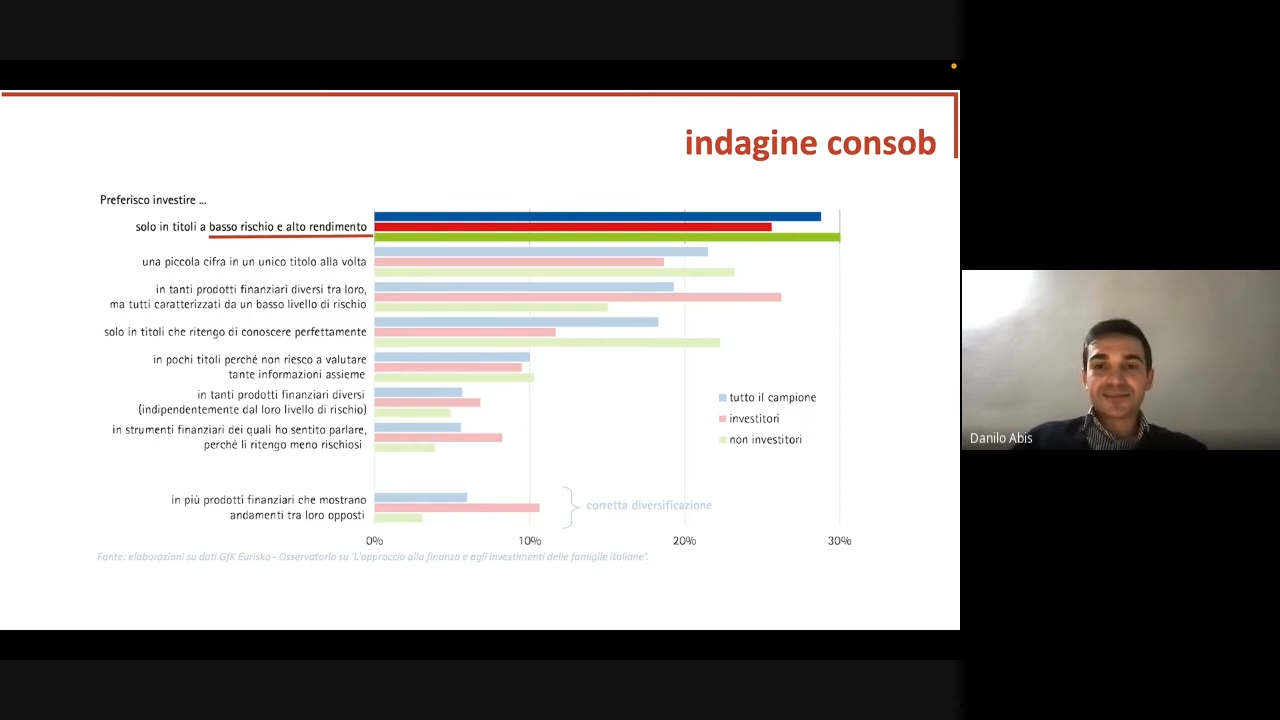 indagine consob
Preferisco investire ...
solo in titoli a basso rischio e alto rendimento
una piccola cifra in un unico titolo alla volta
in tanti prodotti finanziari diversi tra loro,
ma tutti caratterizzati da un basso livello di rischio
solo in titoli che ritengo di conoscere perfettamente
in pochi titoli perché non riesco a valutare
tante informazioni assieme
in tanti prodotti finanziari diversi
(indipendentemente dal loro livello di rischio)
in strumenti finanziari dei quali ho sentito parlare,
perché li ritengo meno rischiosi
in più prodotti finanziari che mostrano
andamenti tra loro opposti
tutto il campione
investitori
non investitori
corretta diversificazione
0% 10% 20% 30%
Fonte: elaborazioni su dati GfK Eurisko - Osservatorio su 'L'approccio alla finanza e agli investimenti delle famiglie italiane'.
Danilo Abis